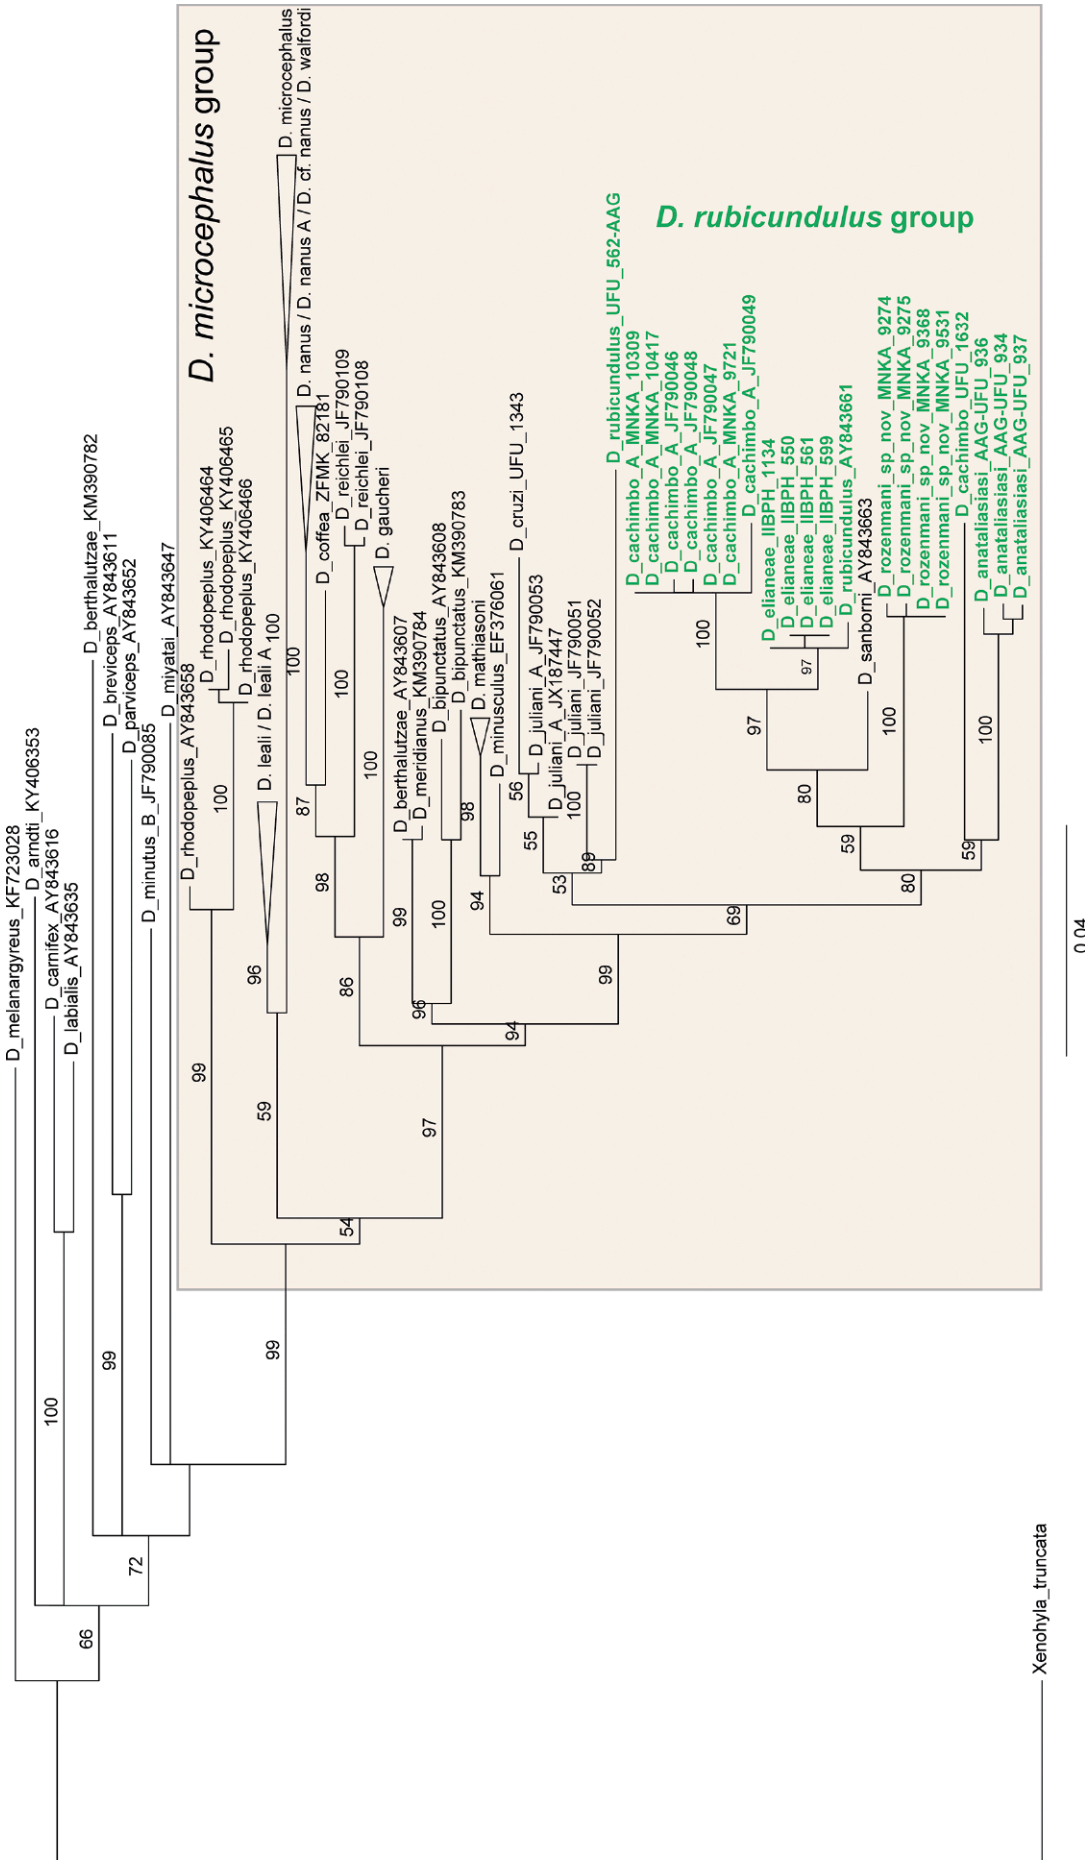 D_melanargyreus_KF723028
66
D_arndti_KY406353
D_carnifex_AY843616
D_labialis_AY843635
100
72
D_berthalutzae_KM390782
D_breviceps_AY843611
D_parviceps_AY843652
99
D_minutus_B_JF790085
D_miyatai_AY843647
99
D. microcephalus group
D_rhodopeplus_AY843658
99
D_rhodopeplus_KY406464
D_rhodopeplus_KY406465
D_rhodopeplus_KY406466
100
54
D. leali / D. leali A
96
59
D. microcephalus
100
D. nanus / D. nanus A / D. cf. nanus / D. walfordi
100
D_coffea_ZFMK_82181
87
D_reichlei_JF790109
D_reichlei_JF790108
100
98
D. gaucheri
100
86
97
D_berthalutzae_AY843607
D_meridianus_KM390784
99
D_bipunctatus_AY843608
D_bipunctatus_KM390783
100
96
94
D. mathiasoni
98
D_minusculus_EF376061
94
99
D_cruzi_UFU_1343
D_juliani_A_JF790053
56
D_juliani_A_JX187447
55
D_juliani_JF790051
D_juliani_JF790052
100
89
53
69
D_rubicundulus_UFU_562-AAG
D. rubicundulus group
D_cachimbo_A_MNKA_10309
D_cachimbo_A_MNKA_10417
D_cachimbo_A_JF790046
D_cachimbo_A_JF790048
D_cachimbo_A_JF790047
D_cachimbo_A_MNKA_9721
D_cachimbo_A_JF790049
100
D_elianeae_IIBPH_1134
D_elianeae_IIBPH_550
D_elianeae_IIBPH_561
D_elianeae_IIBPH_599
D_rubicundulus_AY843661
97
97
D_sanborni_AY843663
80
D_rozenmani_sp_nov_MNKA_9274
D_rozenmani_sp_nov_MNKA_9275
D_rozenmani_sp_nov_MNKA_9368
D_rozenmani_sp_nov_MNKA_9531
100
59
80
D_cachimbo_UFU_1632
59
D_anataliasiasi_AAG-UFU_936
D_anataliasiasi_AAG-UFU_934
D_anataliasiasi_AAG-UFU_937
100
Xenohyla_truncata
0.04